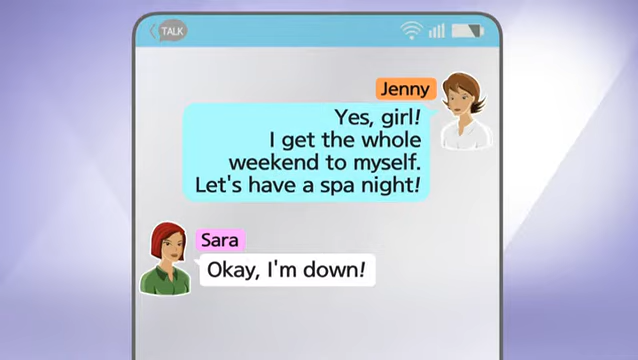 TALK
Jenny
Yes, girl!
I get the whole
weekend to myself.
Let's have a spa night!
Sara
Okay, I'm down!